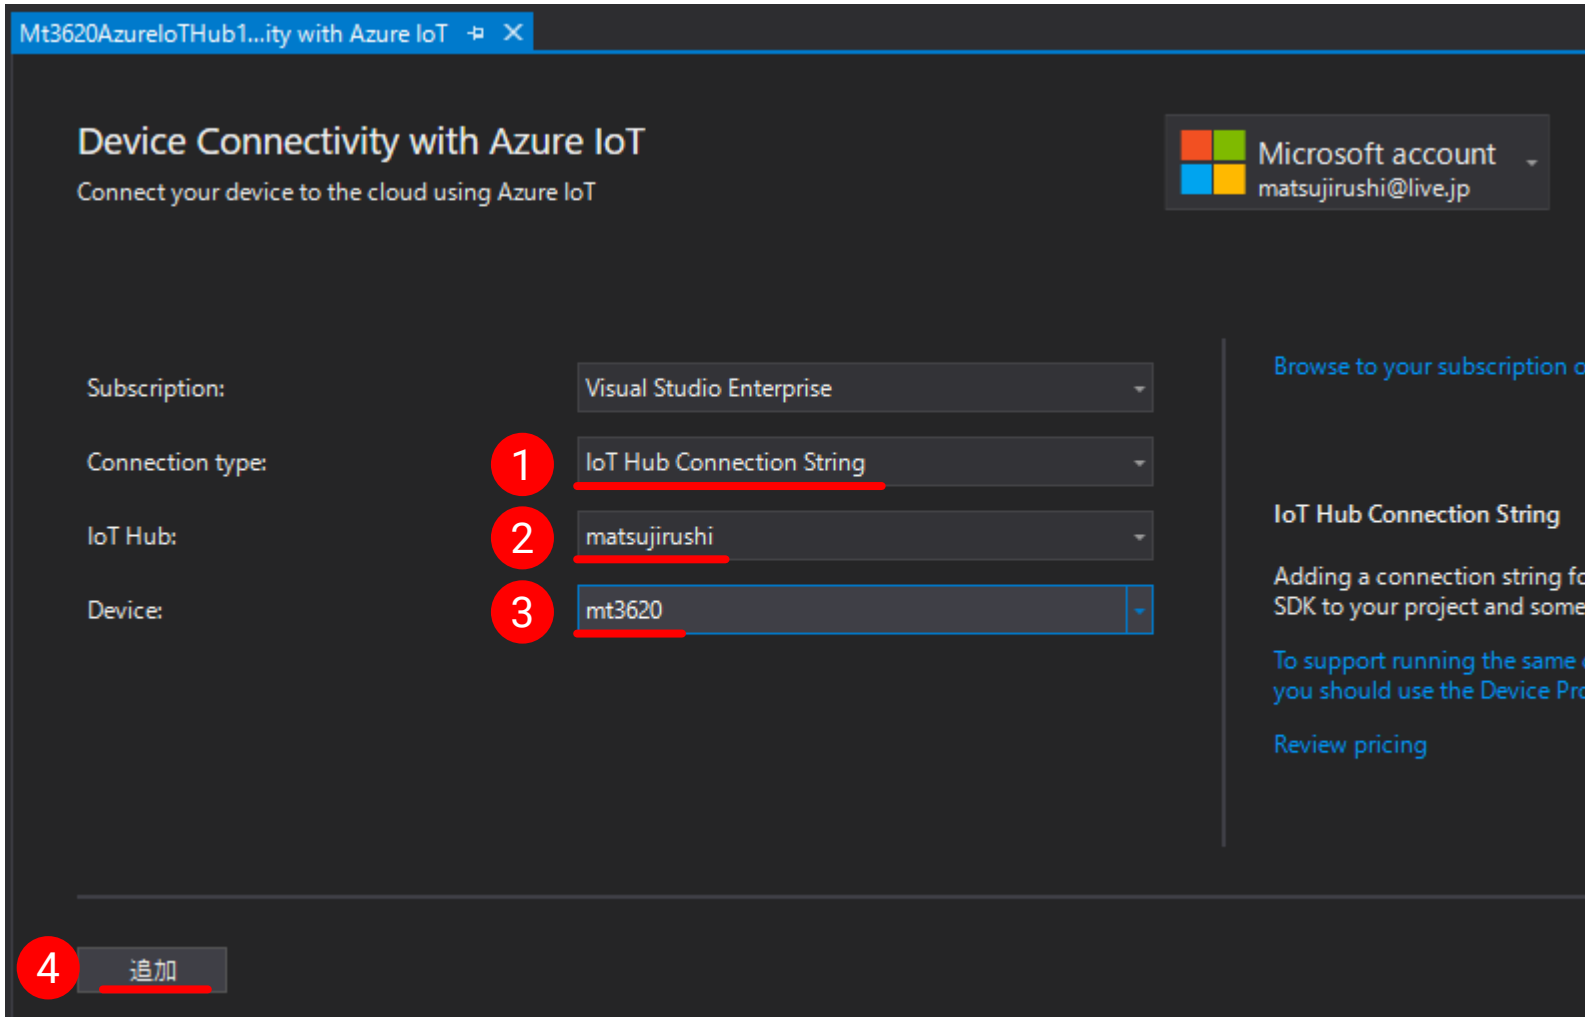 Mt3620AzureIoTHub1...ity with Azure IoT
Device Connectivity with Azure IoT
Connect your device to the cloud using Azure IoT
Microsoft account
matsujirushi@live.jp
Subscription:
Visual Studio Enterprise
Connection type:
1
IoT Hub Connection String
IoT Hub:
2
matsujirushi
Device:
3
mt3620
Browse to your subscription
IoT Hub Connection String
Adding a connection string
SDK to your project and some
To support running the same
you should use the Device
Review pricing
4
追加